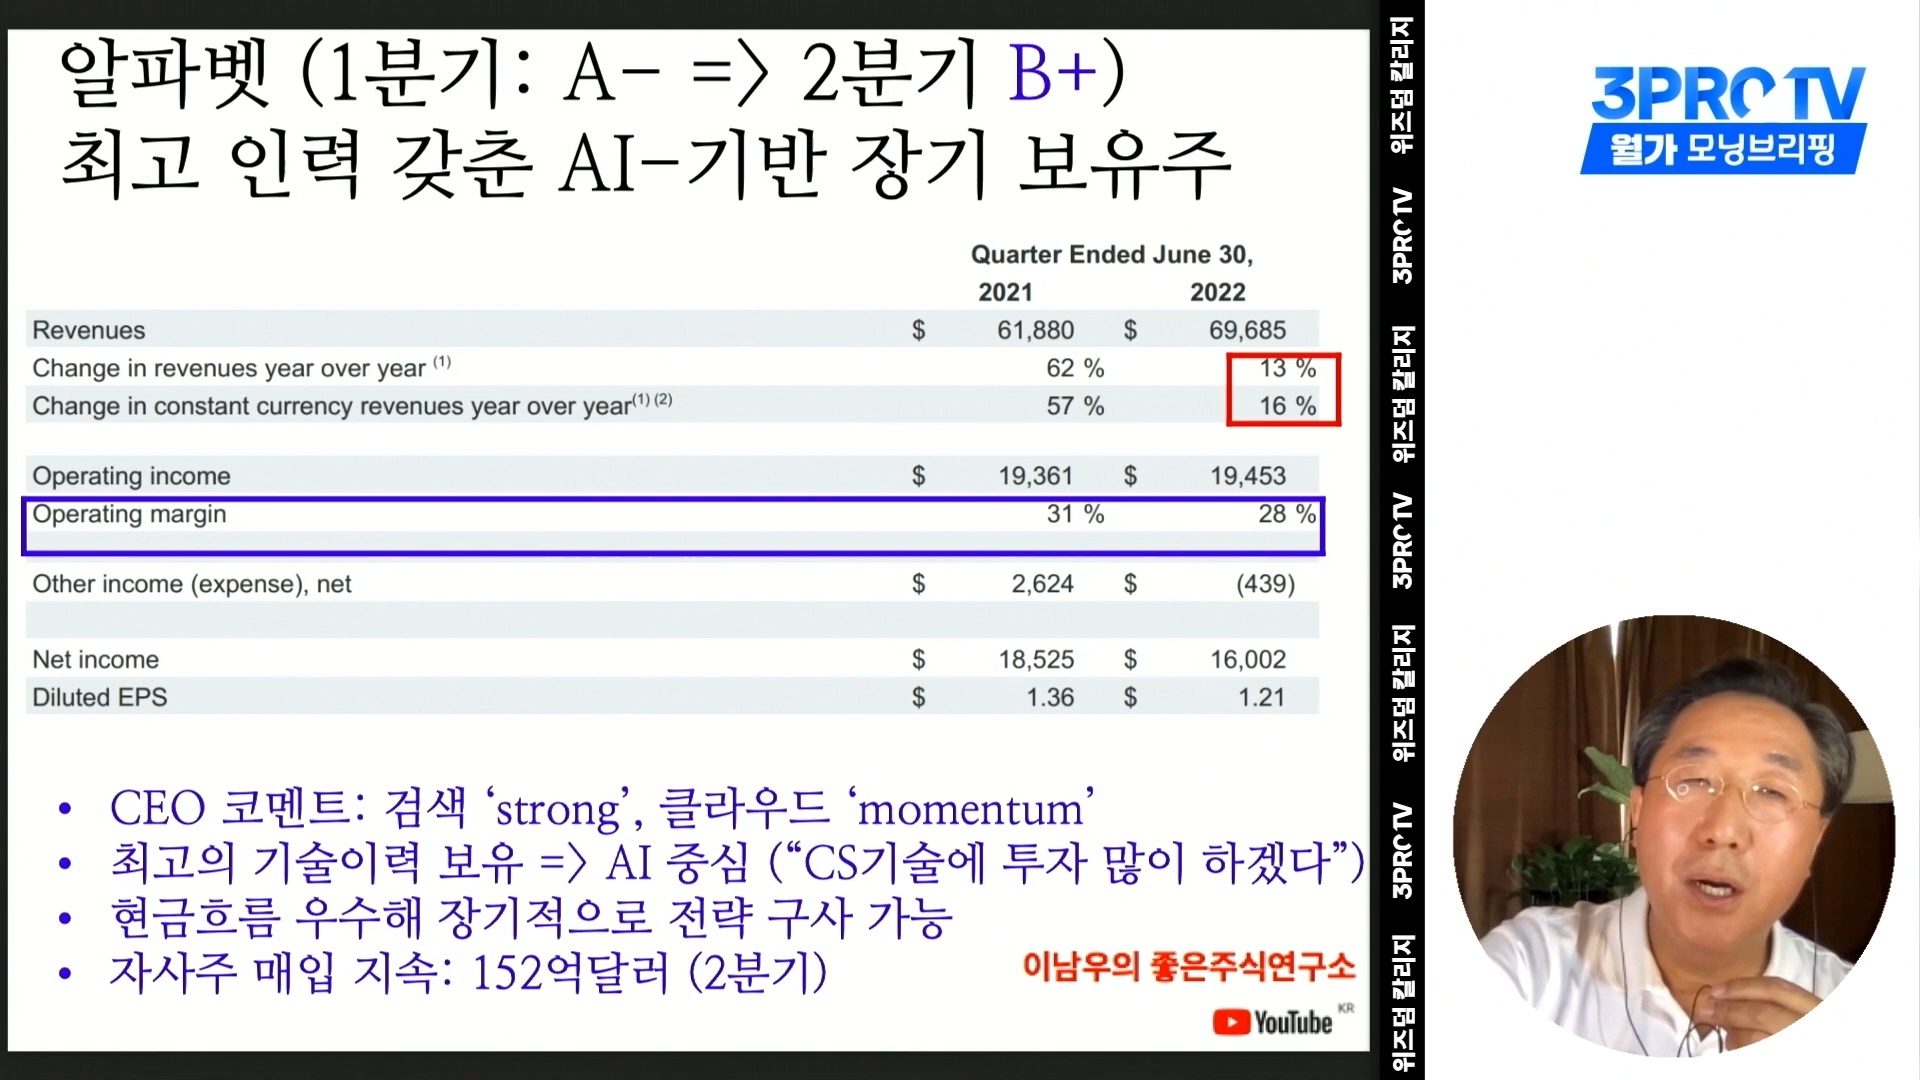 알파벳 (1분기: A- => 2분기 B+)
최고 인력 갖춘 AI-기반 장기 보유주
Quarter Ended June 30,
2021 2022
Revenues $ 61,880 $ 69,685
Change in revenues year over year (1) 62 % 13 %
Change in constant currency revenues year over year(1) (2) 57 % 16 %
Operating income $ 19,361 $ 19,453
Operating margin 31 % 28 %
Other income (expense), net $ 2,624 $ (439)
Net income $ 18,525 $ 16,002
Diluted EPS $ 1.36 $ 1.21
• CEO 코멘트: 검색 ‘strong’, 클라우드 ‘momentum’
• 최고의 기술이력 보유 => AI 중심 (“CS기술에 투자 많이 하겠다”)
• 현금흐름 우수해 장기적으로 전략 구사 가능
• 자사주 매입 지속: 152억달러 (2분기)
이남우의 좋은주식연구소
YouTube KR
위즈덤 칼리지
3PROTV
위즈덤 칼리지
3PROTV
위즈덤 칼리지
3PROTV
위즈덤 칼리지
3PROTV
월가 모닝브리핑